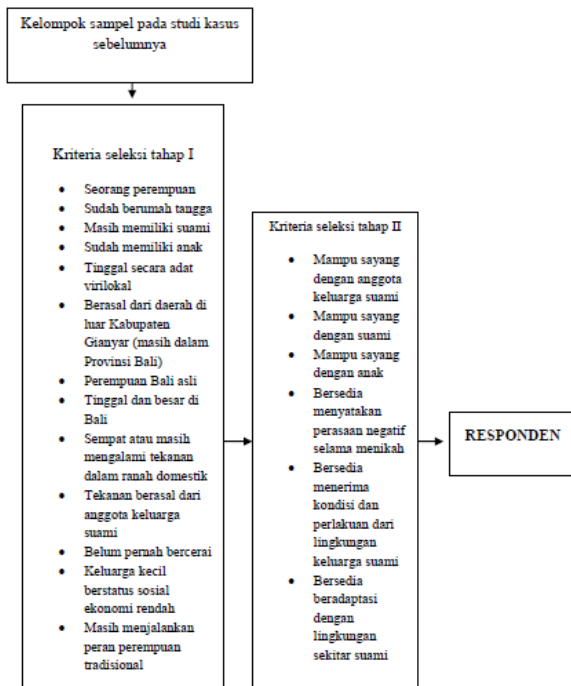 Kelompok sampel pada studi kasus
sebelumnya
Kriteria seleksi tahap I
• Seorang perempuan
• Sudah berumah tangga
• Masih memiliki suami
• Sudah memiliki anak
• Tinggal secara adat
virilokal
• Berasal dari daerah di
luar Kabupaten
Gianyar (masih dalam
Provinsi Bali)
• Perempuan Bali asli
• Tinggal dan besar di
Bali
• Sempat atau masih
mengalami tekanan
dalam ranah domestik
• Tekanan berasal dari
anggota keluarga
suami
• Belum pernah bercerai
• Keluarga kecil
berstatus sosial
ekonomi rendah
• Masih menjalankan
peran perempuan
tradisional
Kriteria seleksi tahap II
• Mampu sayang
dengan anggota
keluarga suami
• Mampu sayang
dengan suami
• Mampu sayang
dengan anak
• Bersedia
menyatakan
perasaan negatif
selama menikah
• Bersedia
menerima
kondisi dan
perlakuan dari
lingkungan
keluarga suami
• Bersedia
beradaptasi
dengan
lingkungan
sekitar suami
RESPONDEN